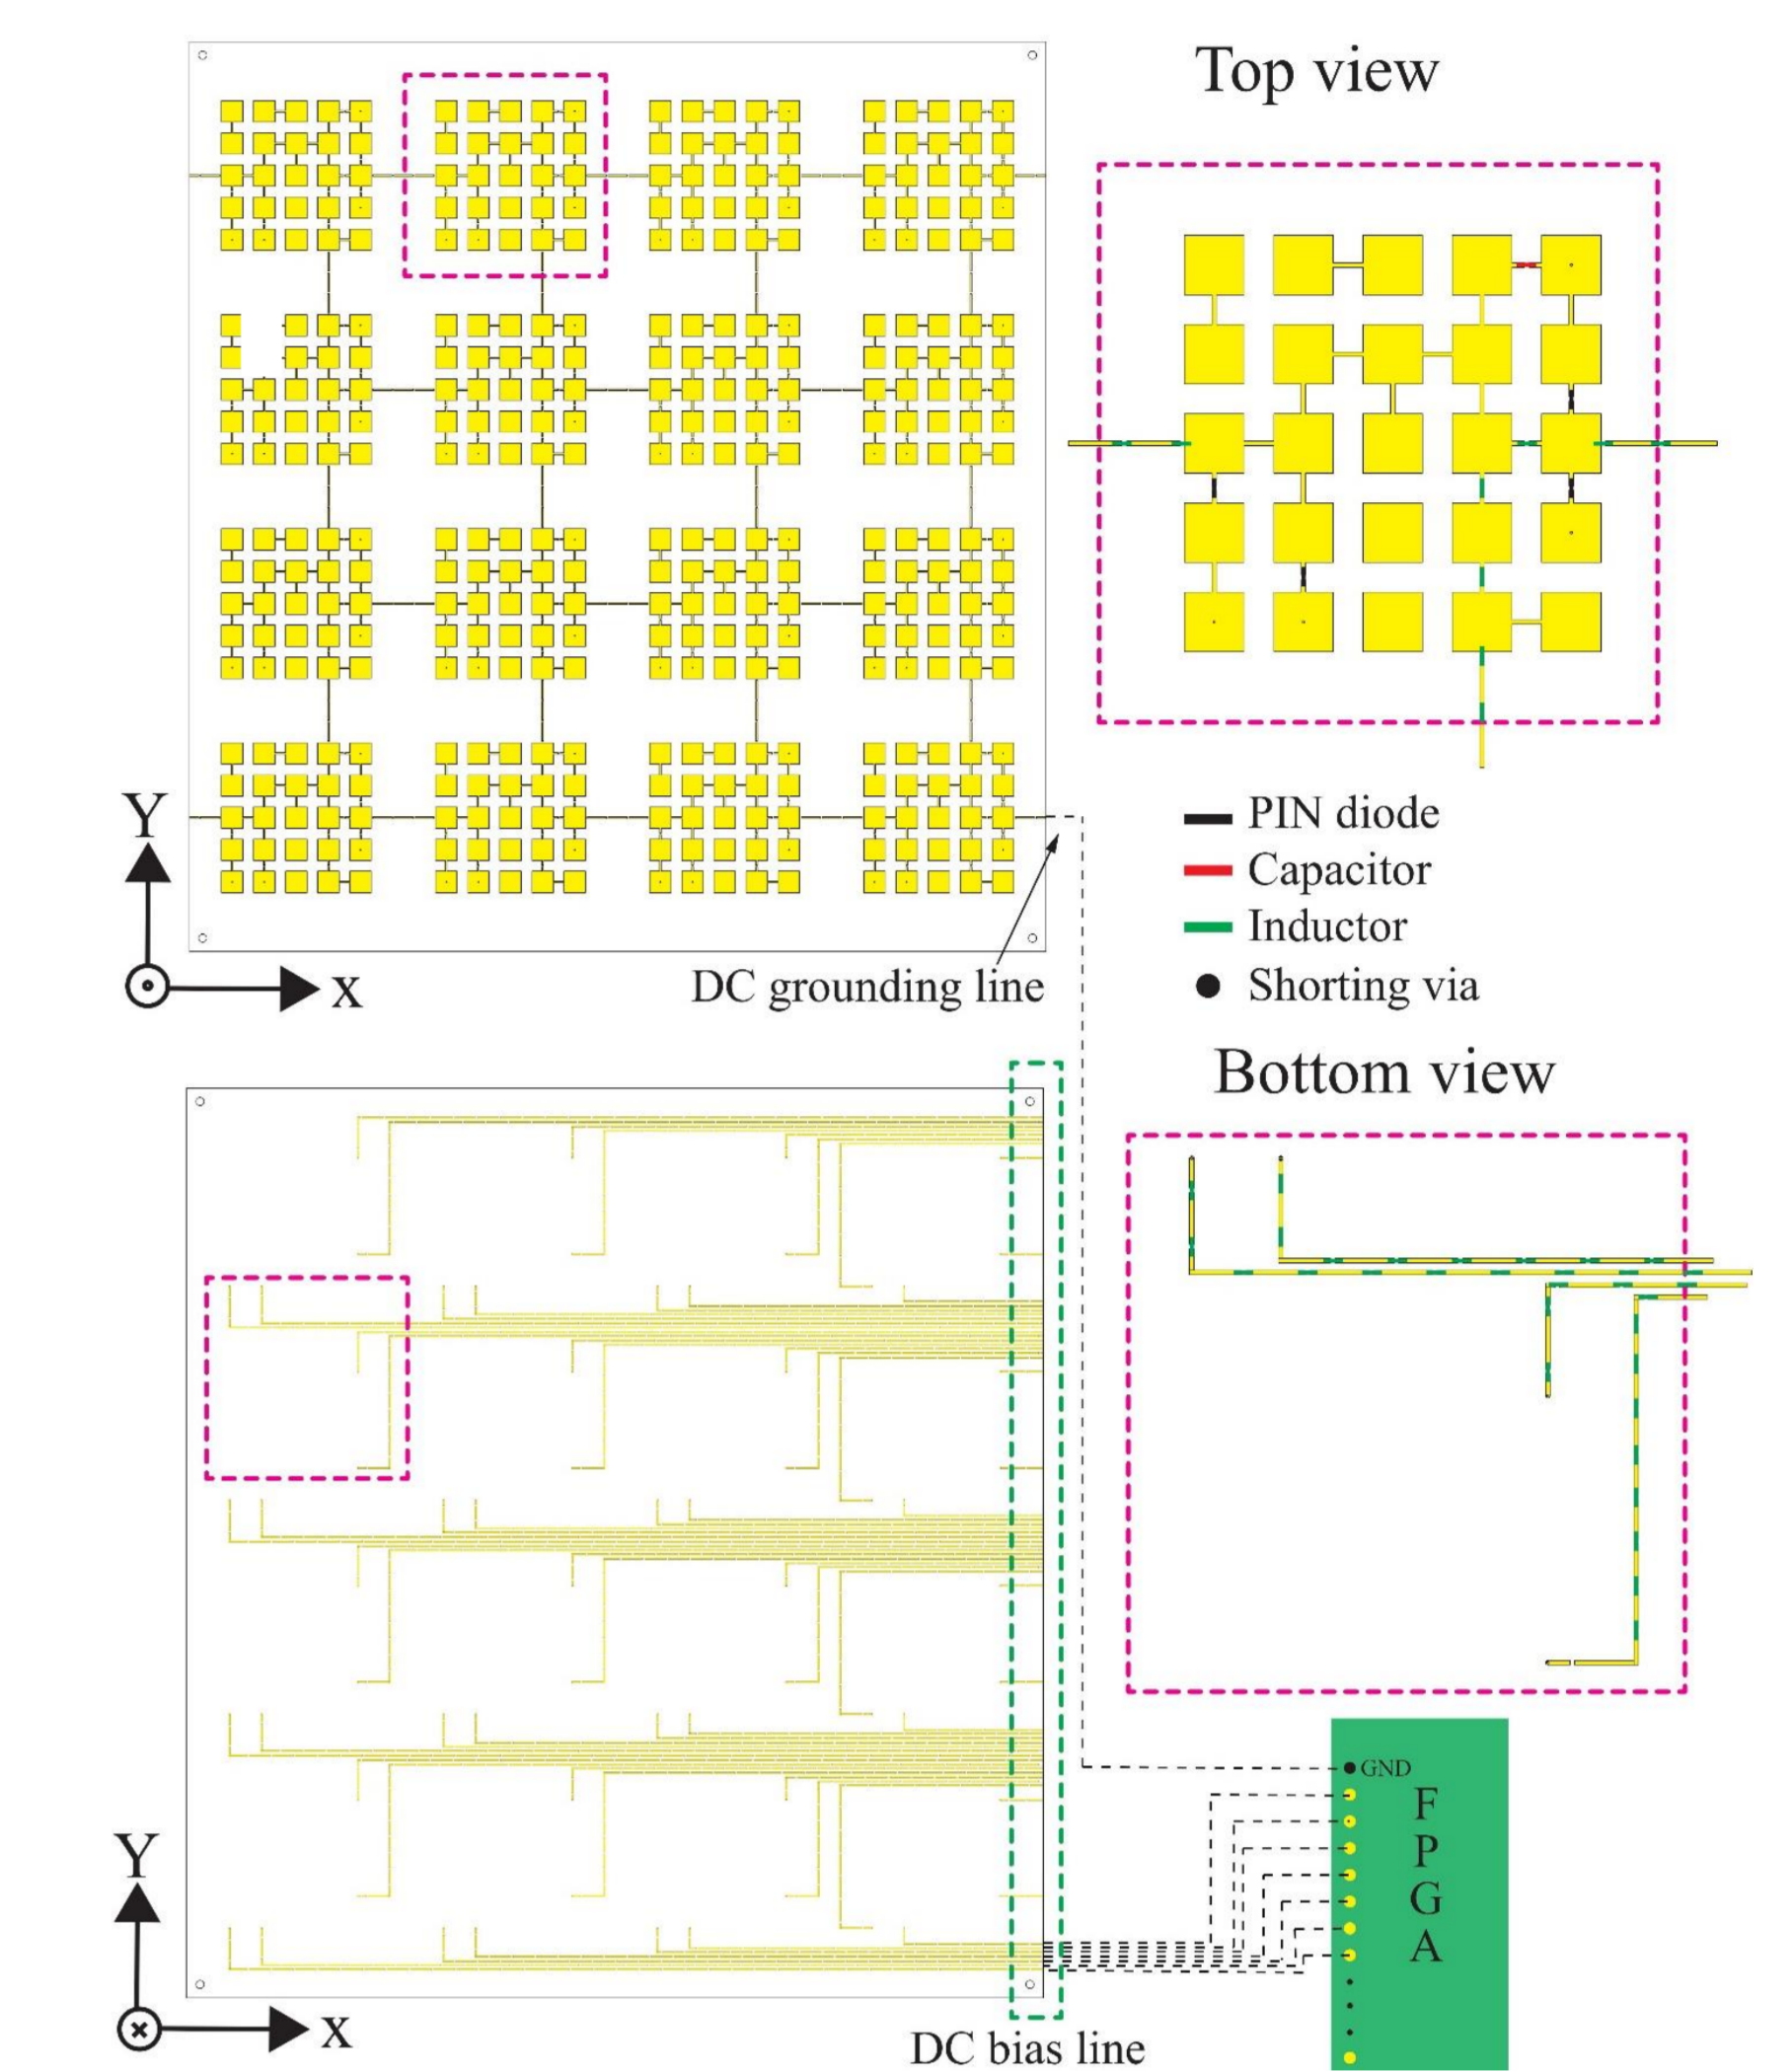 Top view
PIN diode
Capacitor
Inductor
Shorting via
Y
X
DC grounding line
Bottom view
GND
F
P
G
A
Y
X
DC bias line